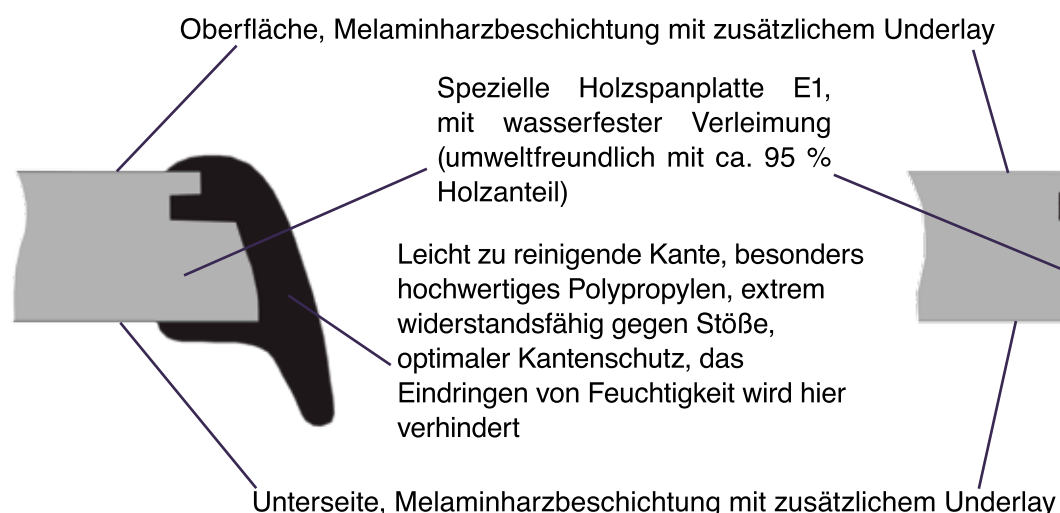 Oberfläche, Melaminharzbeschichtung mit zusätzlichem Underlay
Spezielle Holzspanplatte E1,
mit wasserfester Verleimung
(umweltfreundlich mit ca. 95 %
Holzanteil)
Leicht zu reinigende Kante, besonders
hochwertiges Polypropylen, extrem
widerstandsfähig gegen Stöße,
optimaler Kantenschutz, das
Eindringen von Feuchtigkeit wird hier
verhindert
Unterseite, Melaminharzbeschichtung mit zusätzlichem Underlay